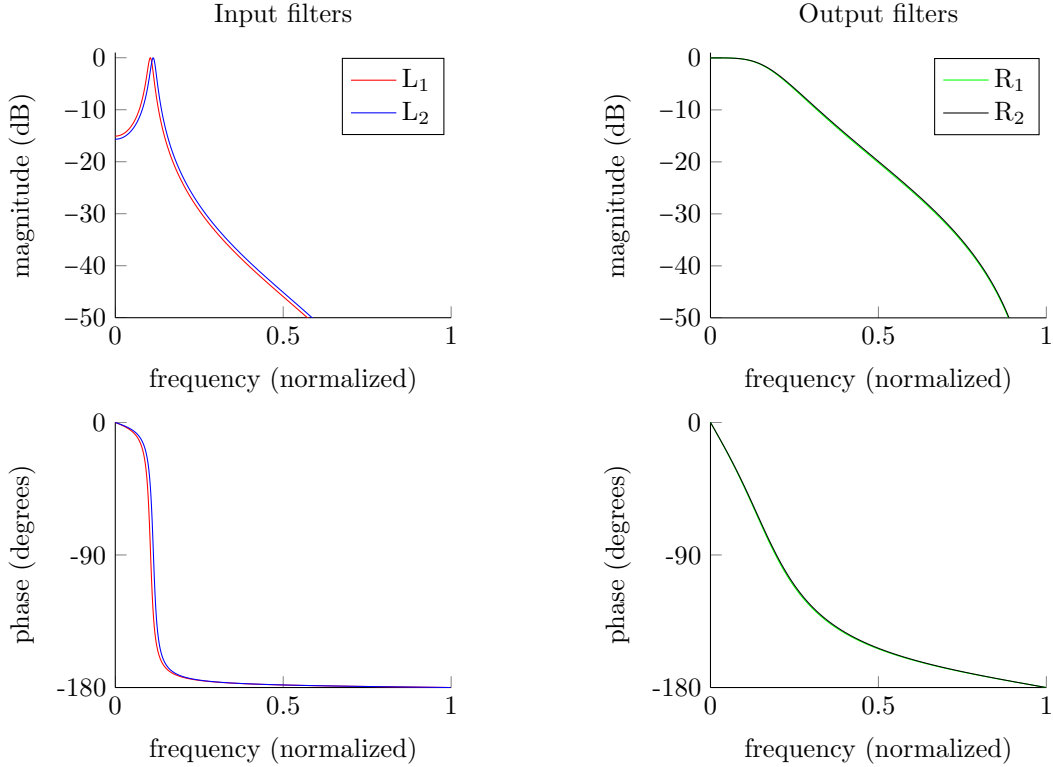 Input filters
Output filters
magnitude (dB)
0
−10
−20
−30
−40
−50
0
0.5
1
frequency (normalized)
L1
L2
magnitude (dB)
0
−10
−20
−30
−40
−50
0
0.5
1
frequency (normalized)
R1
R2
phase (degrees)
0
-90
-180
0
0.5
1
frequency (normalized)
phase (degrees)
0
-90
-180
0
0.5
1
frequency (normalized)